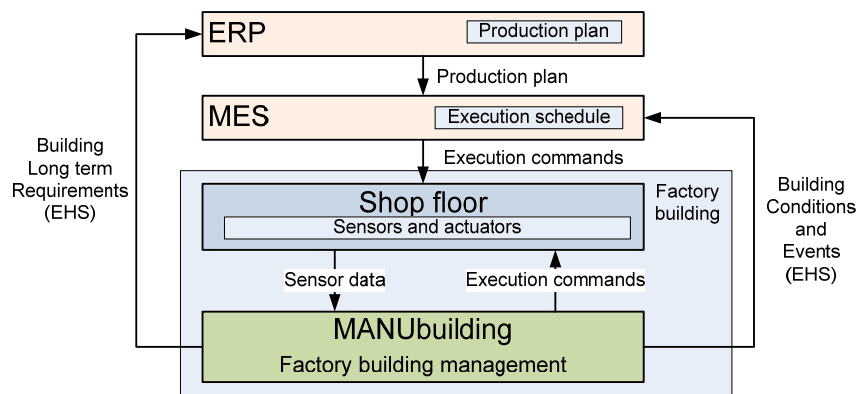 ERP
Production plan
Production plan
MES
Execution schedule
Execution commands
Building
Long term
Requirements
(EHS)
Building
Conditions
and
Events
(EHS)
Factory
building
Shop floor
Sensors and actuators
Sensor data
Execution commands
MANUbuilding
Factory building management